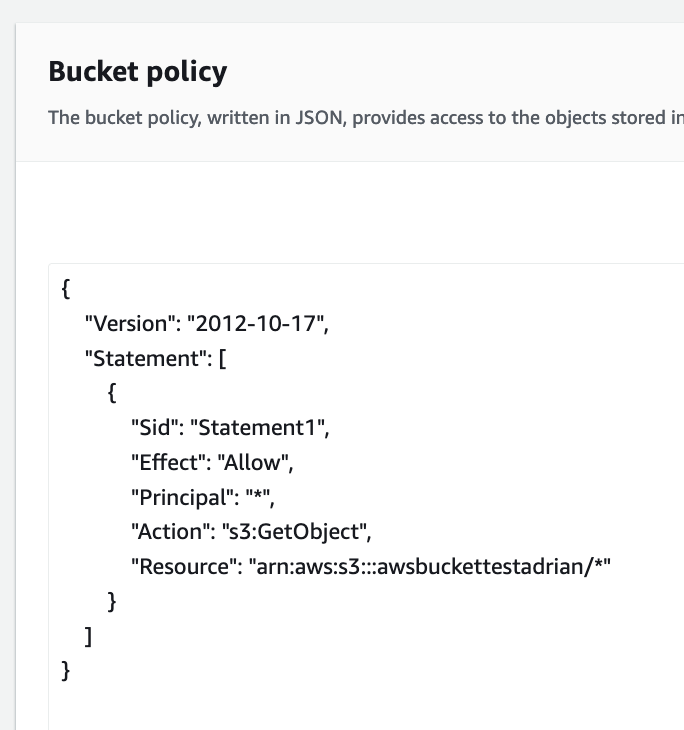 Bucket policy
The bucket policy, written in JSON, provides access to the objects stored in
{
"Version": "2012-10-17",
"Statement": [
{
"Sid": "Statement1",
"Effect": "Allow",
"Principal": "*",
"Action": "s3:GetObject",
"Resource": "arn:aws:s3:::awsbuckettestadrian/*"
}
]
}